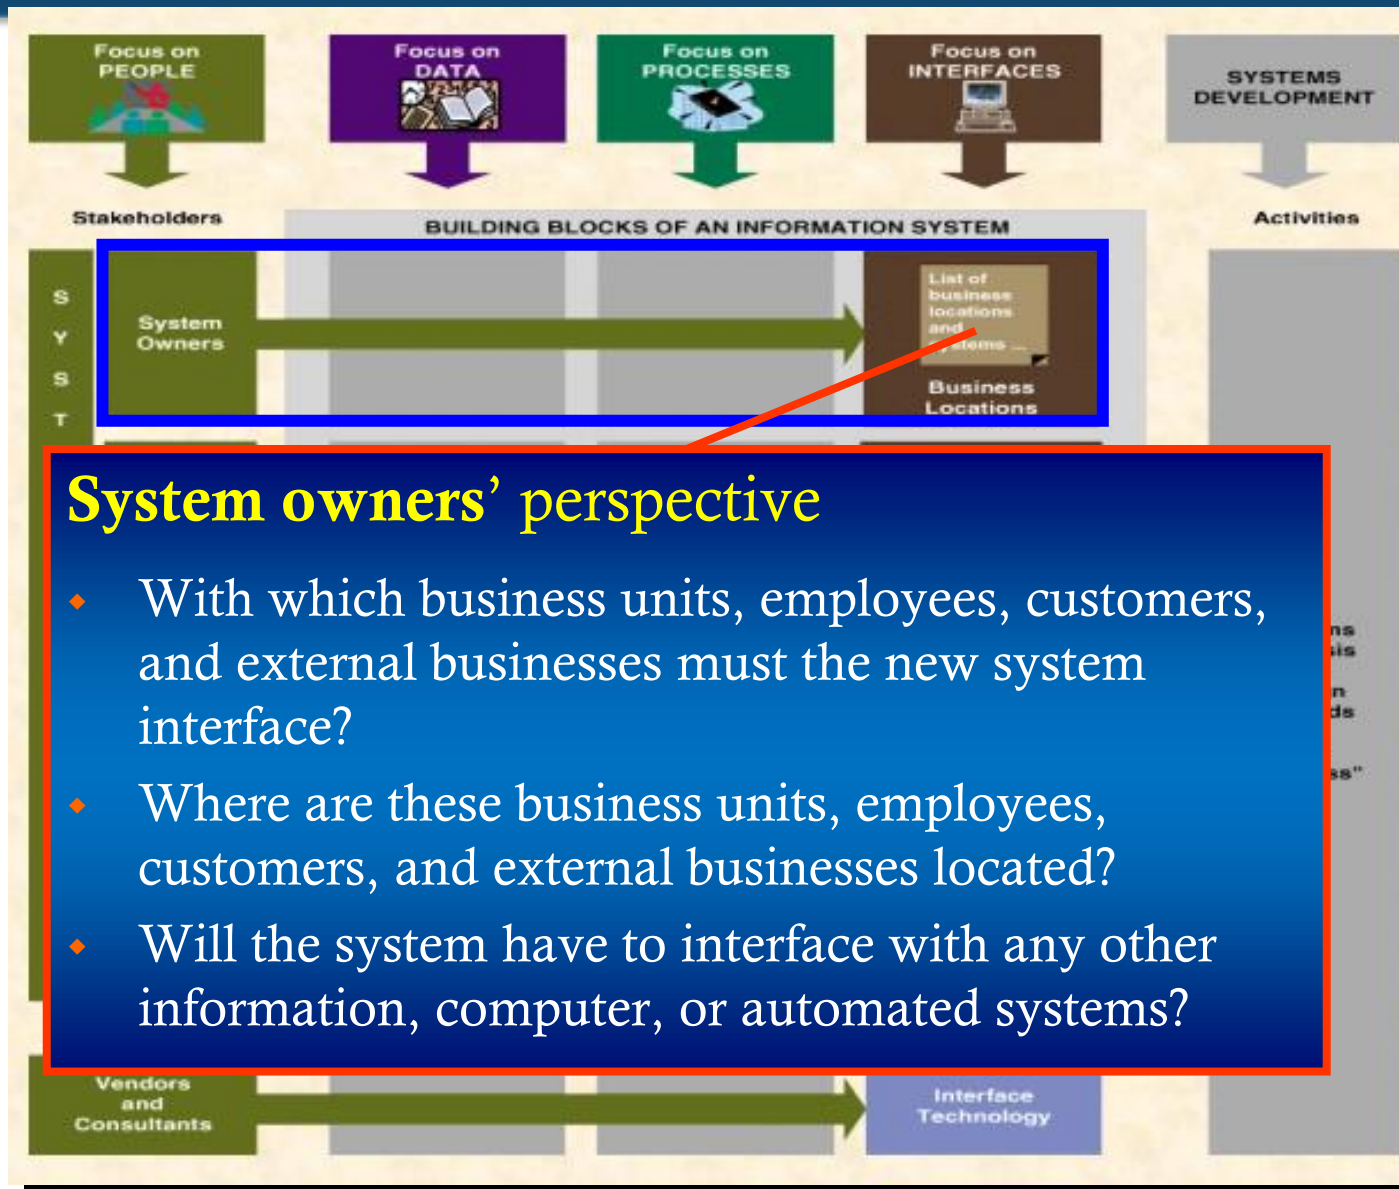 Focus on
PEOPLE
Focus on
DATA
Focus on
PROCESSES
Focus on
INTERFACES
SYSTEMS
DEVELOPMENT
Stakeholders
BUILDING BLOCKS OF AN INFORMATION SYSTEM
Activities
S
Y
S
T
System
Owners
List of
business
locations
and
systems ...
Business
Locations
System owners’ perspective
◆ With which business units, employees, customers,
and external businesses must the new system
interface?
◆ Where are these business units, employees,
customers, and external businesses located?
◆ Will the system have to interface with any other
information, computer, or automated systems?
Vendors
and
Consultants
Interface
Technology